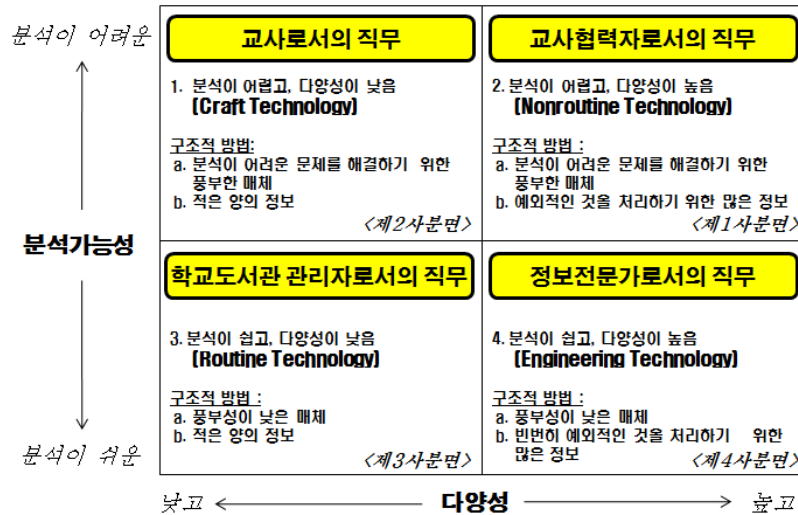 분석이 어려운
교사로서의 직무
1. 분석이 어렵고, 다양성이 낮음
(Craft Technology)
구조적 방법:
a. 분석이 어려운 문제를 해결하기 위한
풍부한 매체
b. 적은 양의 정보
<제2사분면>
교사협력자로서의 직무
2. 분석이 어렵고, 다양성이 높음
(Nonroutine Technology)
구조적 방법 :
a. 분석이 어려운 문제를 해결하기 위한
풍부한 매체
b. 예외적인 것올 처리하기 위한 많은 정보
<제1사분면>
분석가능성
학교도서관 관리자로서의 직무
3. 분석이 쉽고, 다양성이 낮음
(Routine Technology)
구조적 방법 :
a. 풍부성이 낮은 매체
b. 적은 양의 정보
<제3사분면>
정보전문가로서의 직무
4. 분석이 쉽고, 다양성이 높음
(Engineering Technology)
구조적 방법 :
a. 풍부성이 낮은 매체
b. 빈번히 예외적인 것올 처리하기 위한
많은 정보
<제4사분면>
분석이 쉬운
낮고
다양성
높고